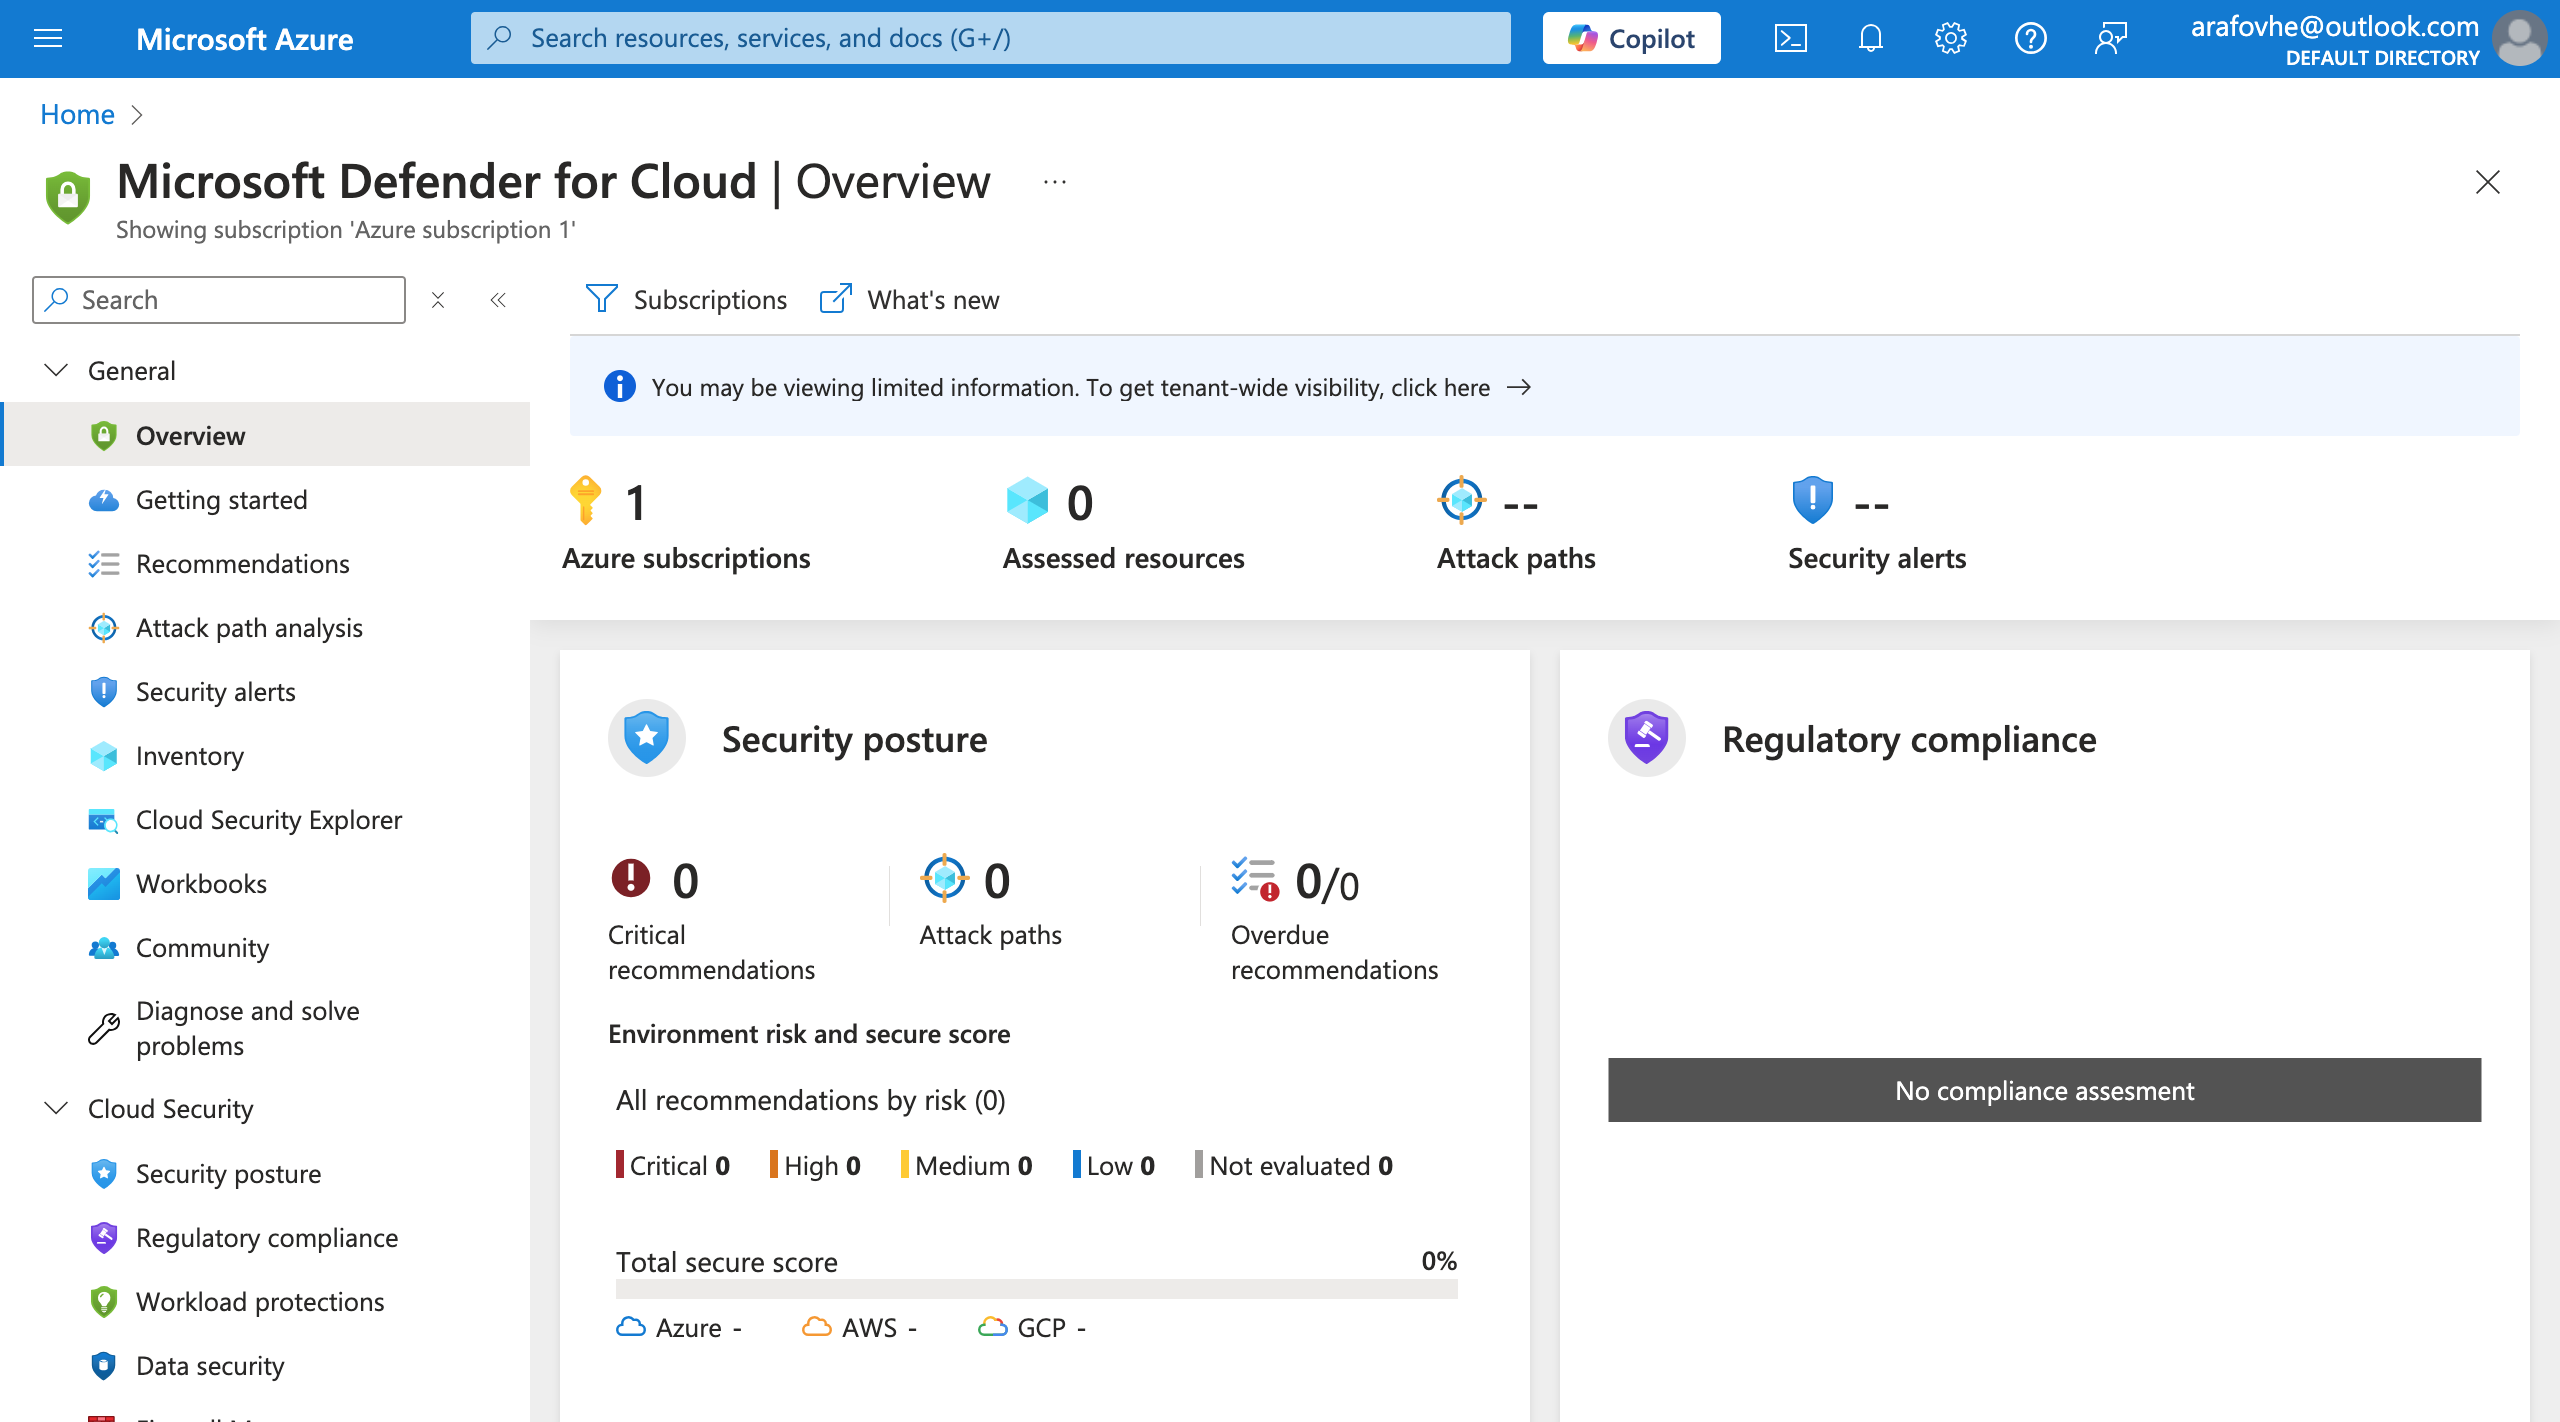 Microsoft Azure
Search resources, services, and docs (G+/)
Copilot
arafovhe@outlook.com
DEFAULT DIRECTORY
Home
Microsoft Defender for Cloud | Overview
Showing subscription 'Azure subscription 1'
Search
General
Overview
Getting started
Recommendations
Attack path analysis
Security alerts
Inventory
Cloud Security Explorer
Workbooks
Community
Diagnose and solve
problems
Cloud Security
Security posture
Regulatory compliance
Workload protections
Data security
Subscriptions
What's new
You may be viewing limited information. To get tenant-wide visibility, click here →
1
Azure subscriptions
0
Assessed resources
--
Attack paths
--
Security alerts
Security posture
0
Critical
recommendations
0
Attack paths
0/0
Overdue
recommendations
Environment risk and secure score
All recommendations by risk (0)
Critical 0
High 0
Medium 0
Low 0
Not evaluated 0
Total secure score
0%
Azure -
AWS -
GCP -
Regulatory compliance
No compliance assesment